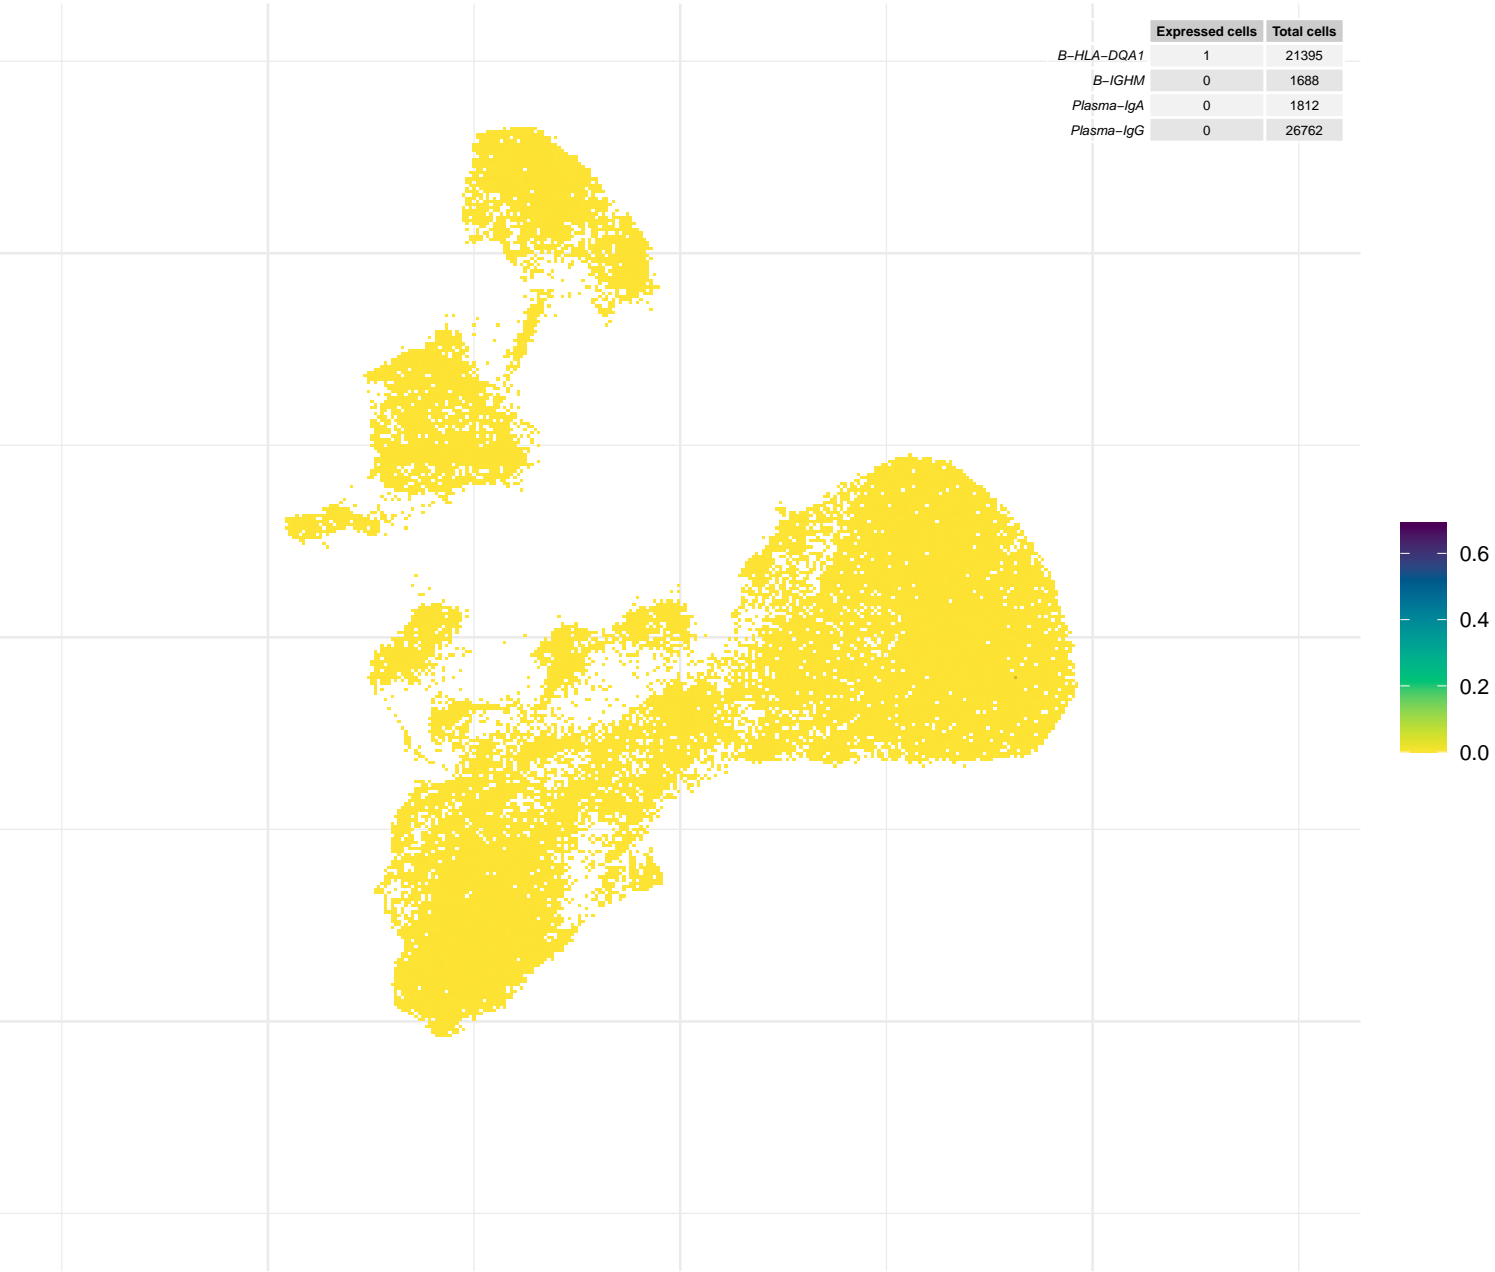 Expressed cells Total cells
B−HLA−DQA1 1 21395
B−IGHM 0 1688
Plasma−IgA 0 1812
Plasma−IgG 0 26762
0.6
0.4
0.2
0.0